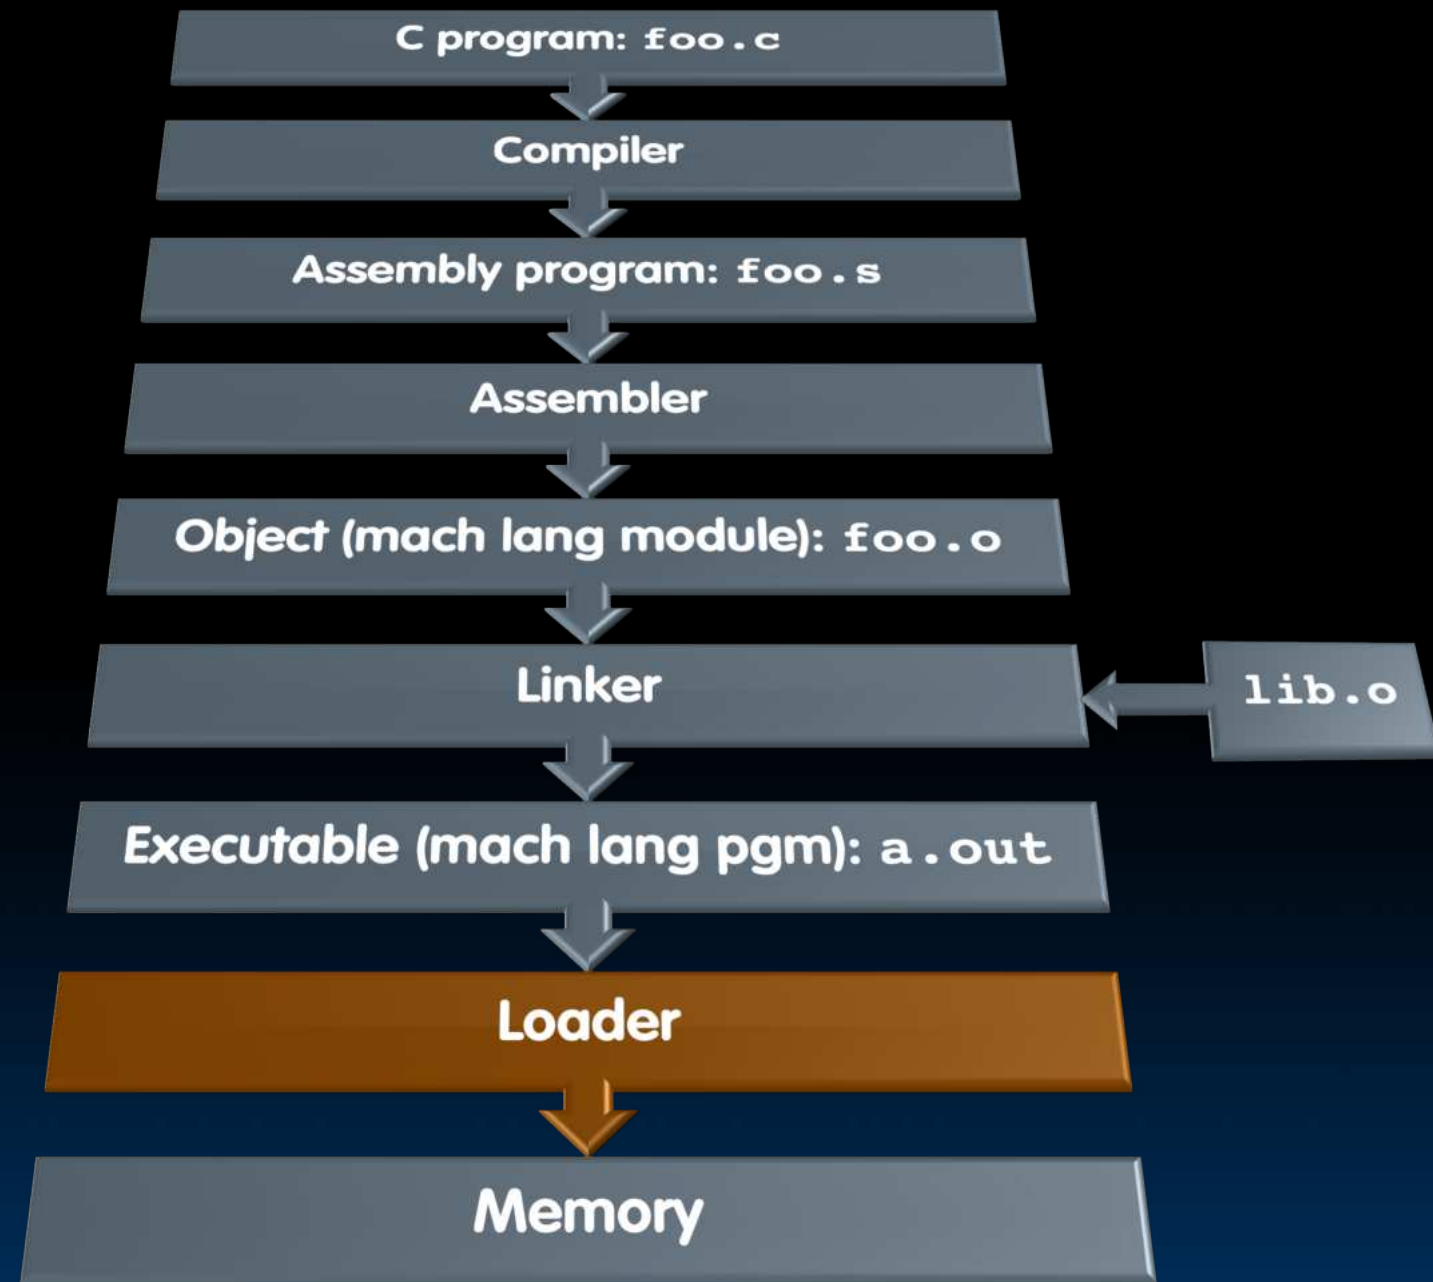 C program: foo.c
Compiler
Assembly program: foo.s
Assembler
Object (mach lang module): foo.o
Linker
lib.o
Executable (mach lang pgm): a.out
Loader
Memory